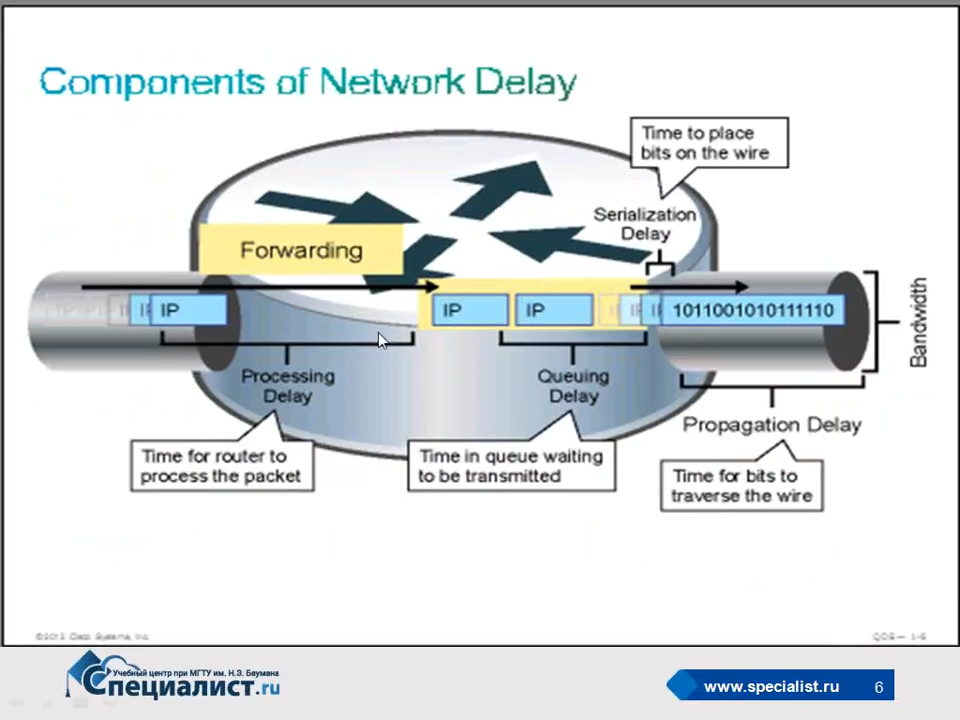 Components of Network Delay
Time to place
bits on the wire
Serialization
Delay
Forwarding
IP
IP
IP
1011001010111110
Bandwidth
Processing
Delay
Queuing
Delay
Propagation Delay
Time for router to
process the packet
Time in queue waiting
to be transmitted
Time for bits to
traverse the wire
Учебный центр при МГТУ им. Н.Э. Баумана
Специалист.ru
www.specialist.ru
6